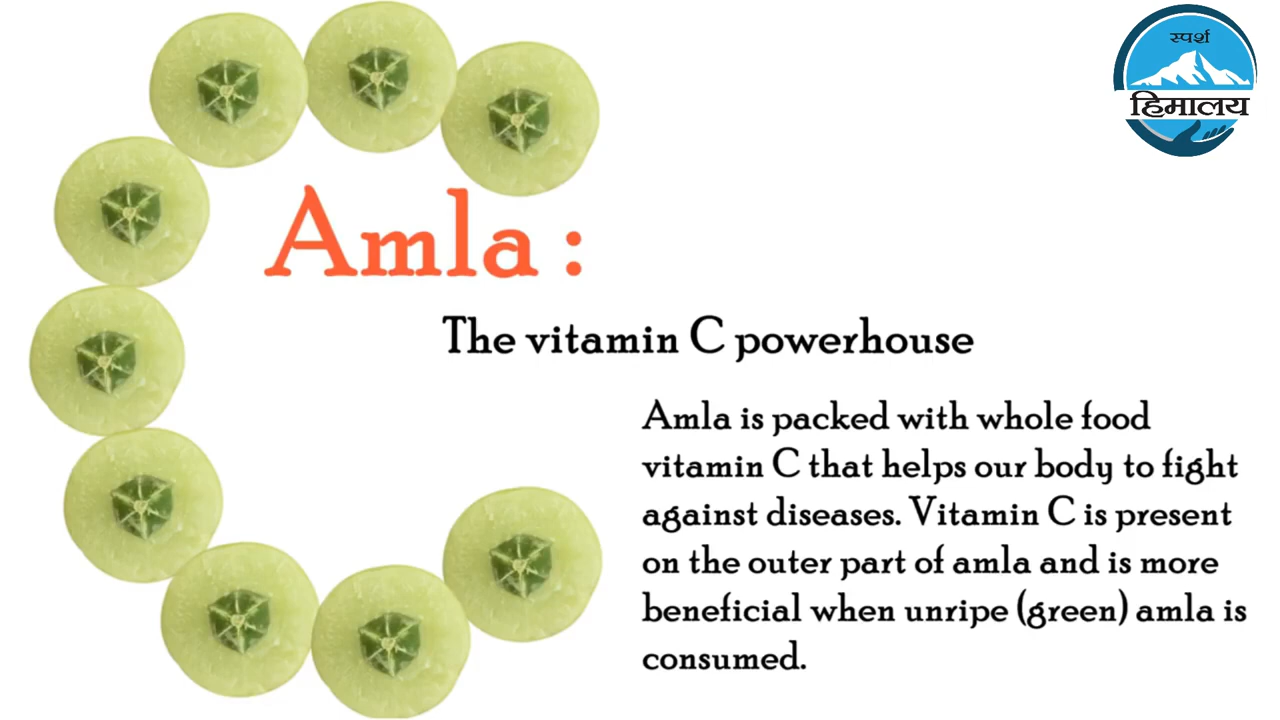 स्पर्श
हिमालय
Amla :
The vitamin C powerhouse
Amla is packed with whole food
vitamin C that helps our body to fight
against diseases. Vitamin C is present
on the outer part of amla and is more
beneficial when unripe (green) amla is
consumed.